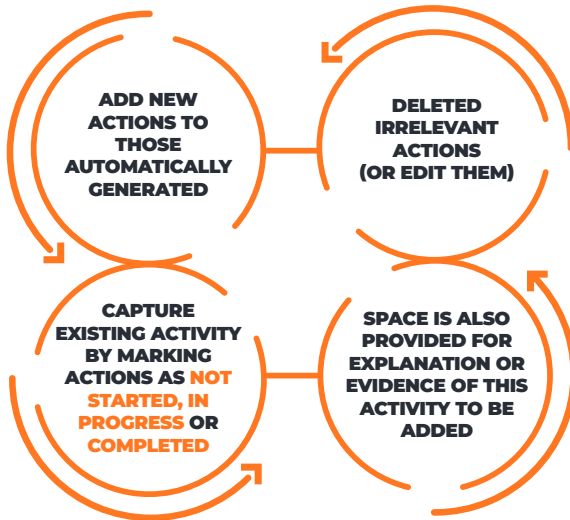 ADD NEW
ACTIONS TO
THOSE
AUTOMATICALLY
GENERATED
DELETED
IRRELEVANT
ACTIONS
(OR EDIT THEM)
CAPTURE
EXISTING ACTIVITY
BY MARKING
ACTIONS AS NOT
STARTED, IN
PROGRESS OR
COMPLETED
SPACE IS ALSO
PROVIDED FOR
EXPLANATION OR
EVIDENCE OF THIS
ACTIVITY TO BE
ADDED